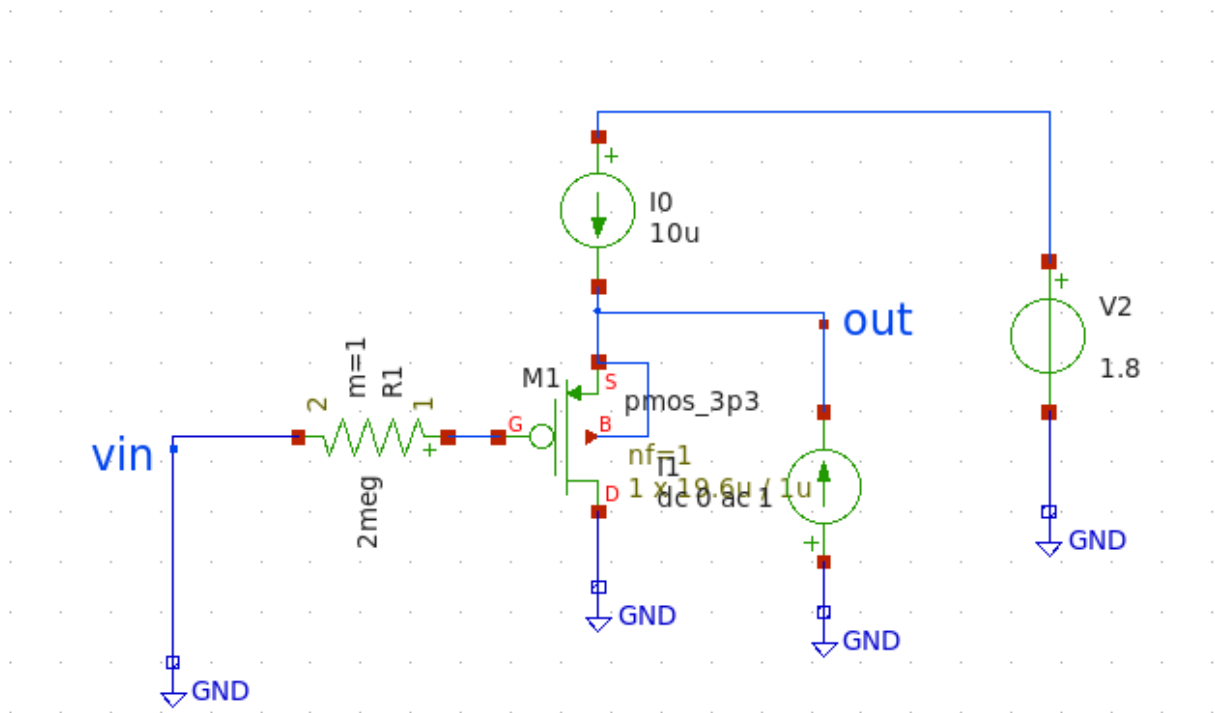 +
I0
10u
+
V2
1.8
out
m=1
R1
2
1
+
2meg
vin
M1
S
G
B
D
pmos_3p3
nf=1
1 x 19.6u / 1u
I1
dc 0 ac 1
+
GND
GND
GND
GND